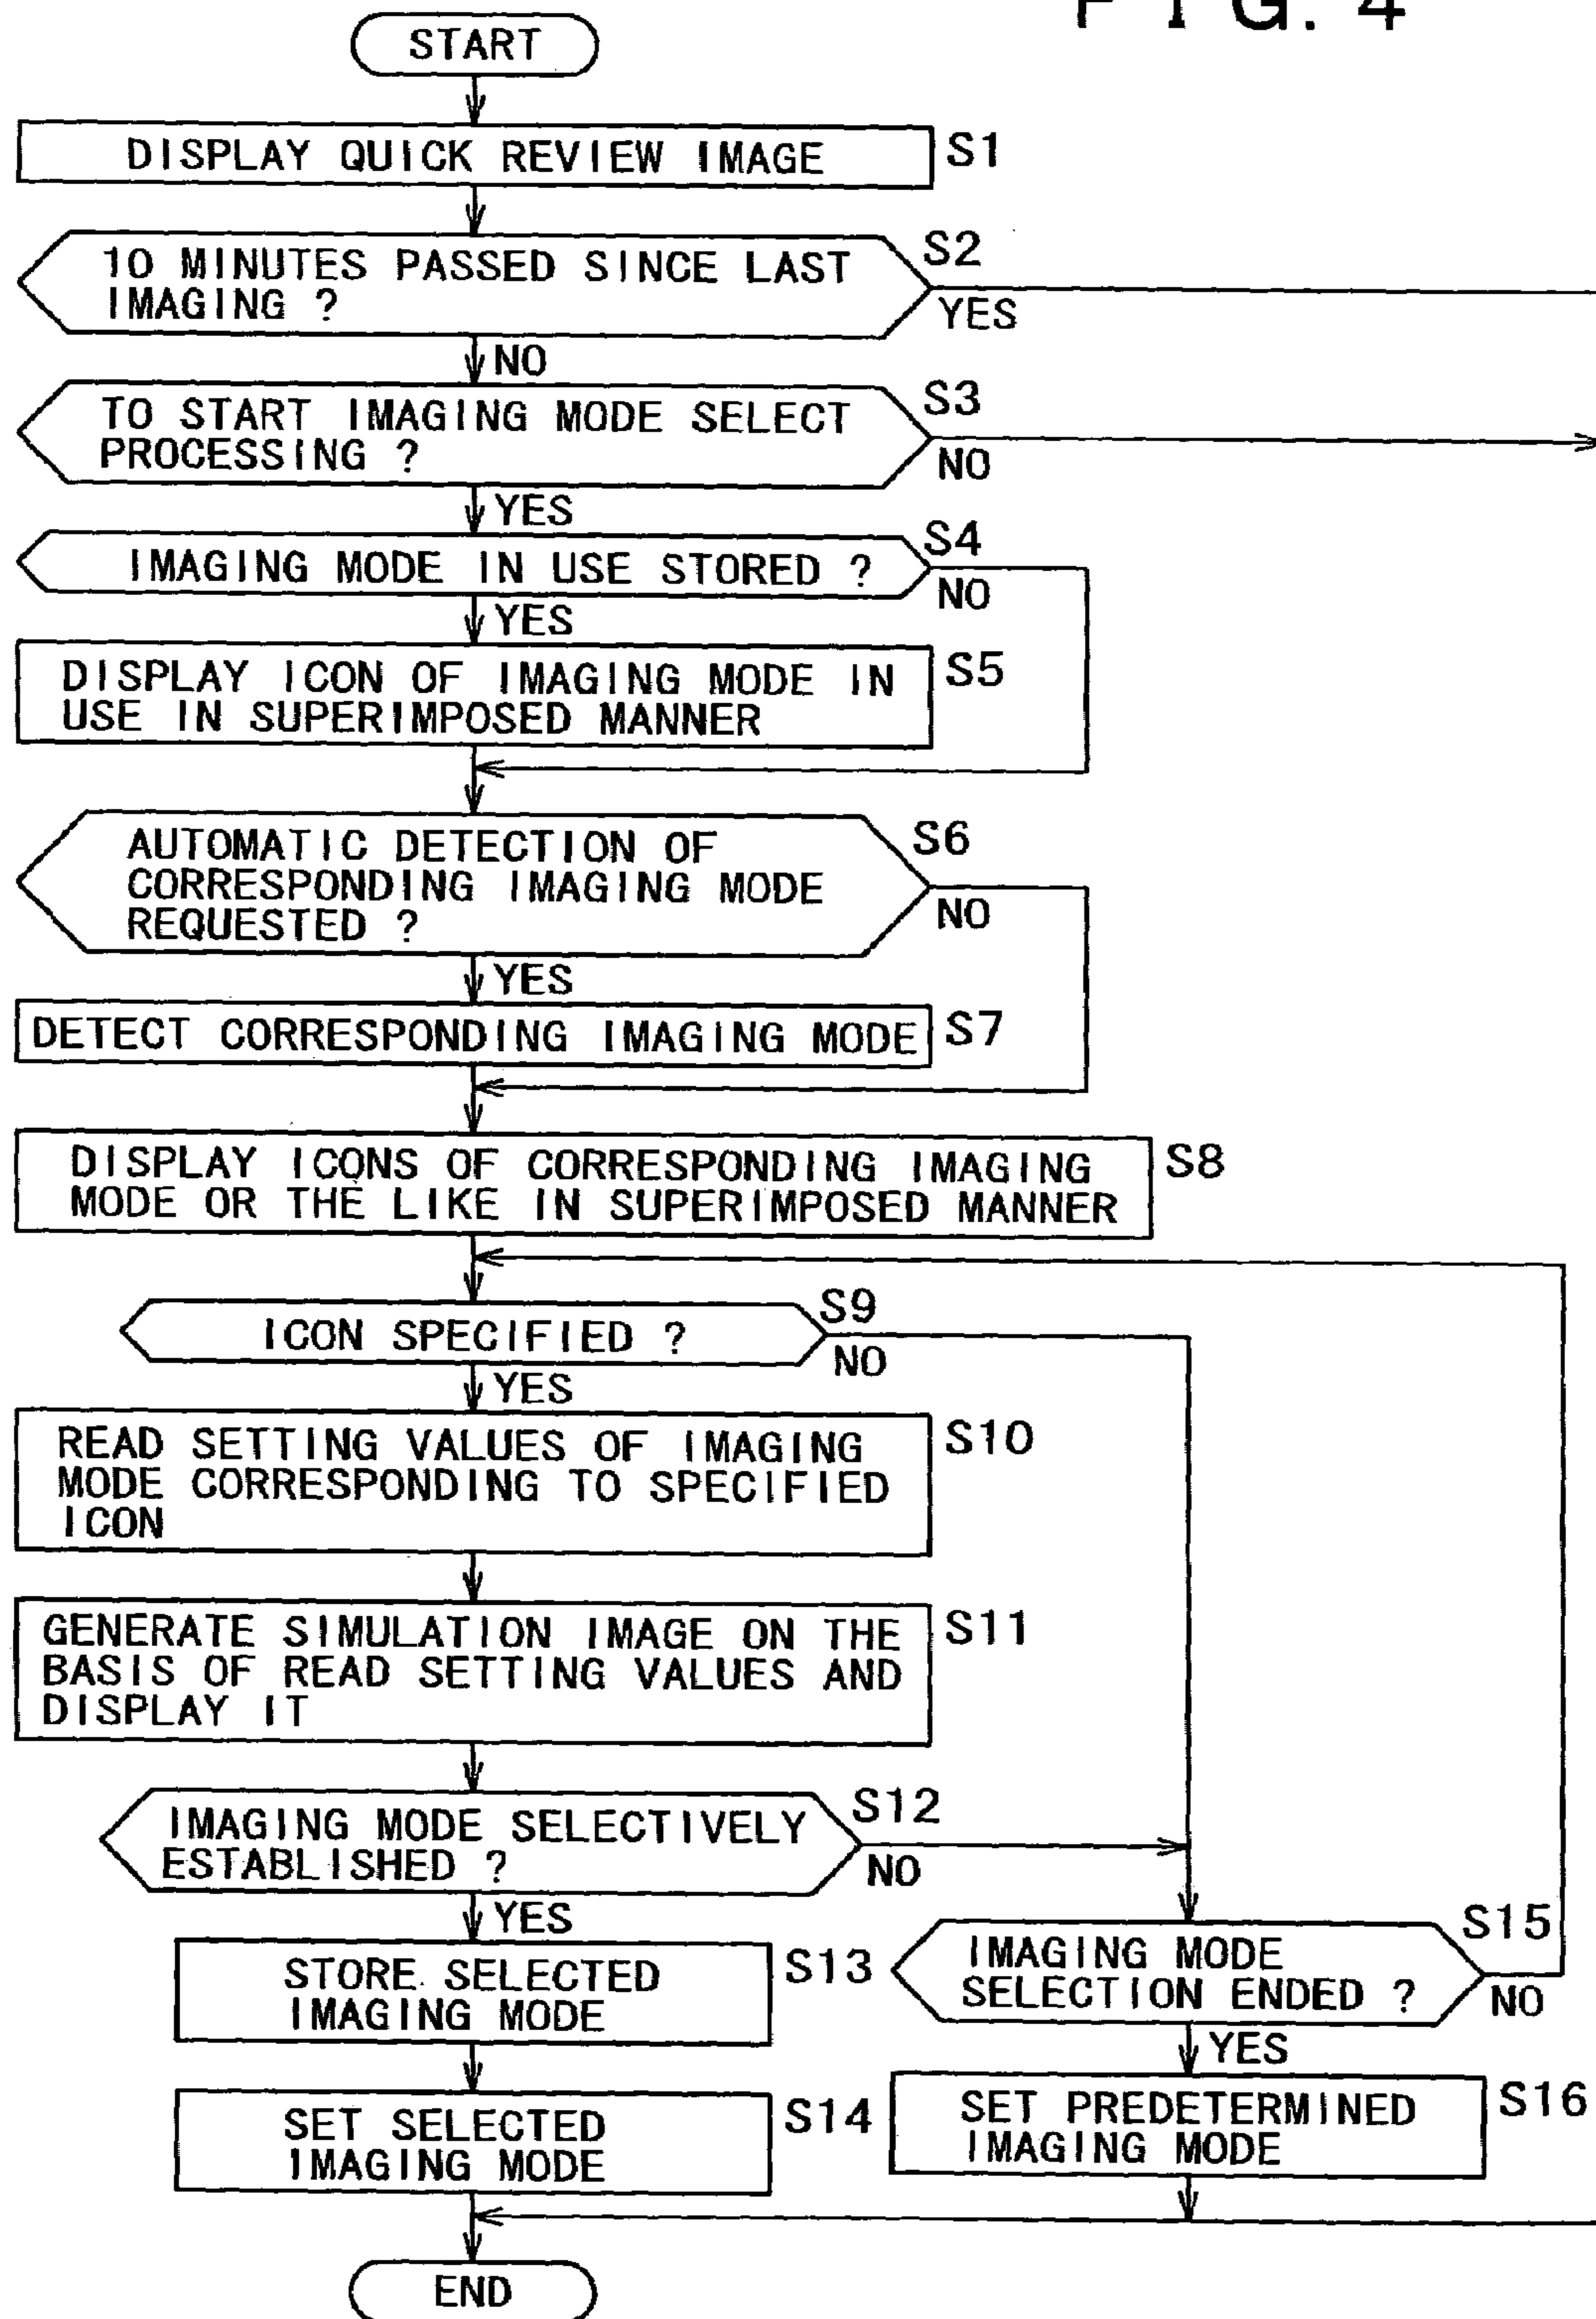 FIG. 4
START
DISPLAY QUICK REVIEW IMAGE
S1
10 MINUTES PASSED SINCE LAST
IMAGING ?
S2
YES
NO
TO START IMAGING MODE SELECT
PROCESSING ?
S3
NO
YES
IMAGING MODE IN USE STORED ?
S4
NO
YES
DISPLAY ICON OF IMAGING MODE IN
USE IN SUPERIMPOSED MANNER
S5
AUTOMATIC DETECTION OF
CORRESPONDING IMAGING MODE
REQUESTED ?
S6
NO
YES
DETECT CORRESPONDING IMAGING MODE
S7
DISPLAY ICONS OF CORRESPONDING IMAGING
MODE OR THE LIKE IN SUPERIMPOSED MANNER
S8
ICON SPECIFIED ?
S9
NO
YES
READ SETTING VALUES OF IMAGING
MODE CORRESPONDING TO SPECIFIED
ICON
S10
GENERATE SIMULATION IMAGE ON THE
BASIS OF READ SETTING VALUES AND
DISPLAY IT
S11
IMAGING MODE SELECTIVELY
ESTABLISHED ?
S12
NO
YES
STORE SELECTED
IMAGING MODE
S13
IMAGING MODE
SELECTION ENDED ?
S15
NO
YES
SET SELECTED
IMAGING MODE
S14
SET PREDETERMINED
IMAGING MODE
S16
END